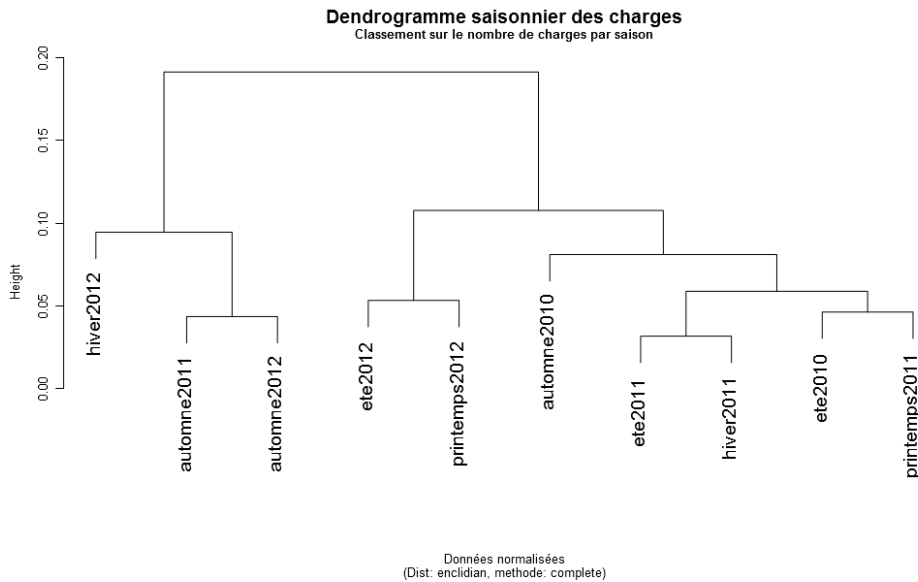 Dendrogramme saisonnier des charges
Classement sur le nombre de charges par saison
Height
0.20
0.15
0.10
0.05
0.00
hiver2012
automne2011
automne2012
ete2012
printemps2012
automne2010
ete2011
hiver2011
ete2010
printemps2011
Données normalisées
(Dist: enclidian, methode: complete)